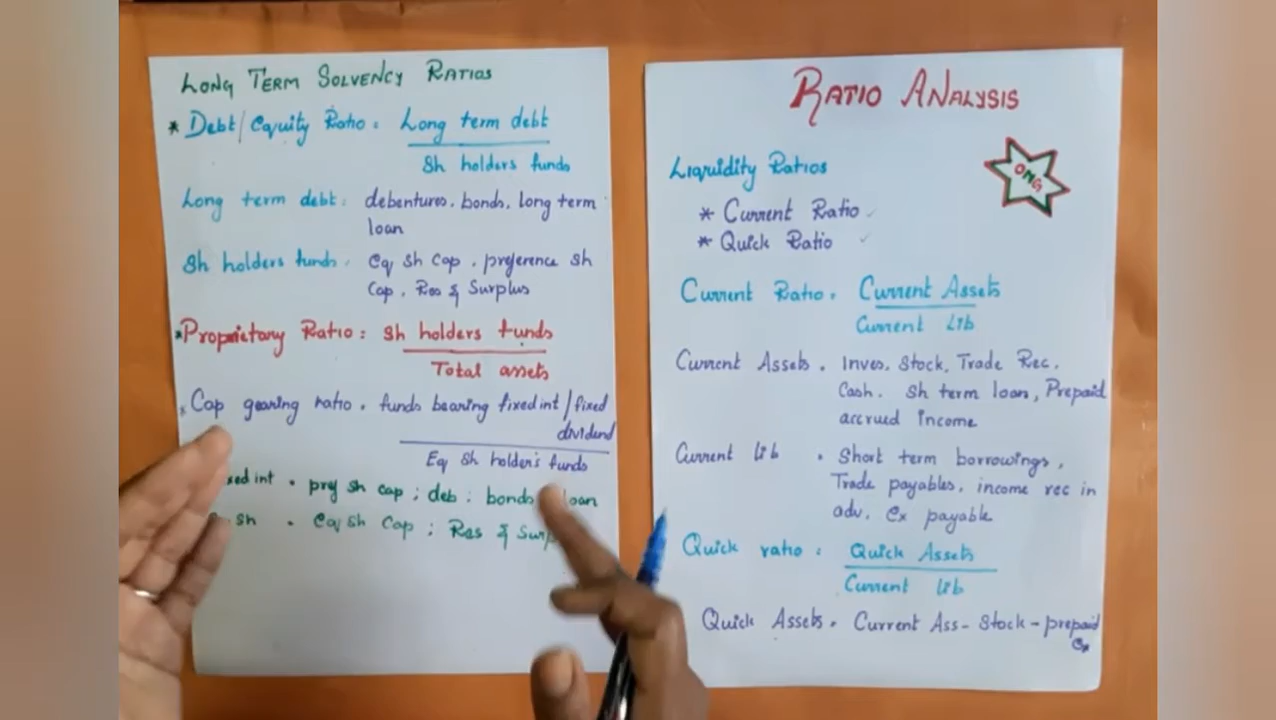 LONG TERM SOLVENCY RATIOS
* Debt/Equity Ratio = Long term debt
Sh holders funds
Long term debt = debentures, bonds, long term
loan
Sh holders funds = Eq sh cap, preference sh
Cap, Res & Surplus
* Proprietary Ratio = Sh holders funds
Total assets
* Cap gearing ratio = funds bearing fixed int / fixed
dividend
Eq Sh holder's funds
int = prf sh cap ; deb ; bonds loan
sh = Eq sh Cap ; Res &
RATIO ANALYSIS
OMG
Liquidity Ratios
* Current Ratio
* Quick Ratio
Current Ratio = Current Assets
Current Lib
Current Assets = Inves, Stock, Trade Rec,
Cash, Sh term loan, Prepaid
accrued income
Current lib = Short term borrowings,
Trade payables, income rec in
adv, Ex payable
Quick ratio = Quick Assets
Current lib
Quick Assets = Current Ass - Stock - prepaid
Ex